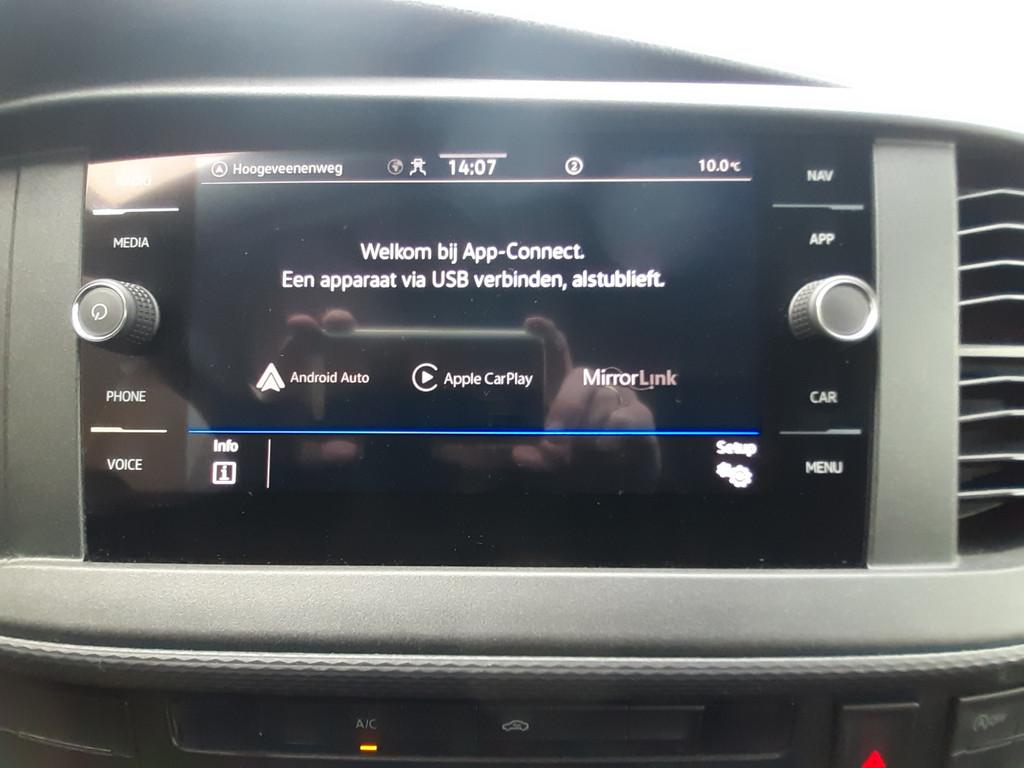 Hoogeveenenweg 14:07 2 10.0°C
NAV
MEDIA
APP
Welkom bij App-Connect.
Een apparaat via USB verbinden, alstublieft.
Android Auto Apple CarPlay MirrorLink
PHONE
CAR
Info
Setup
VOICE
MENU
A/C